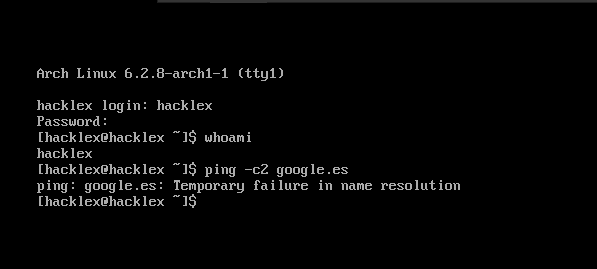 Arch Linux 6.2.8-arch1-1 (tty1)
hacklex login: hacklex
Password:
[hacklex@hacklex ~]$ whoami
hacklex
[hacklex@hacklex ~]$ ping -c2 google.es
ping: google.es: Temporary failure in name resolution
[hacklex@hacklex ~]$